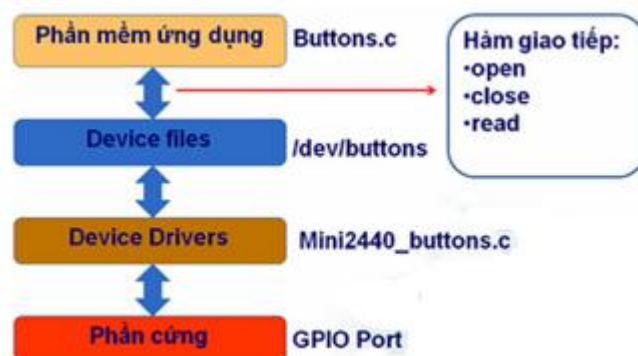 Phần mềm ứng dụng
Buttons.c
Hàm giao tiếp:
•open
•close
•read
Device files
/dev/buttons
Device Drivers
Mini2440_buttons.c
Phần cứng
GPIO Port